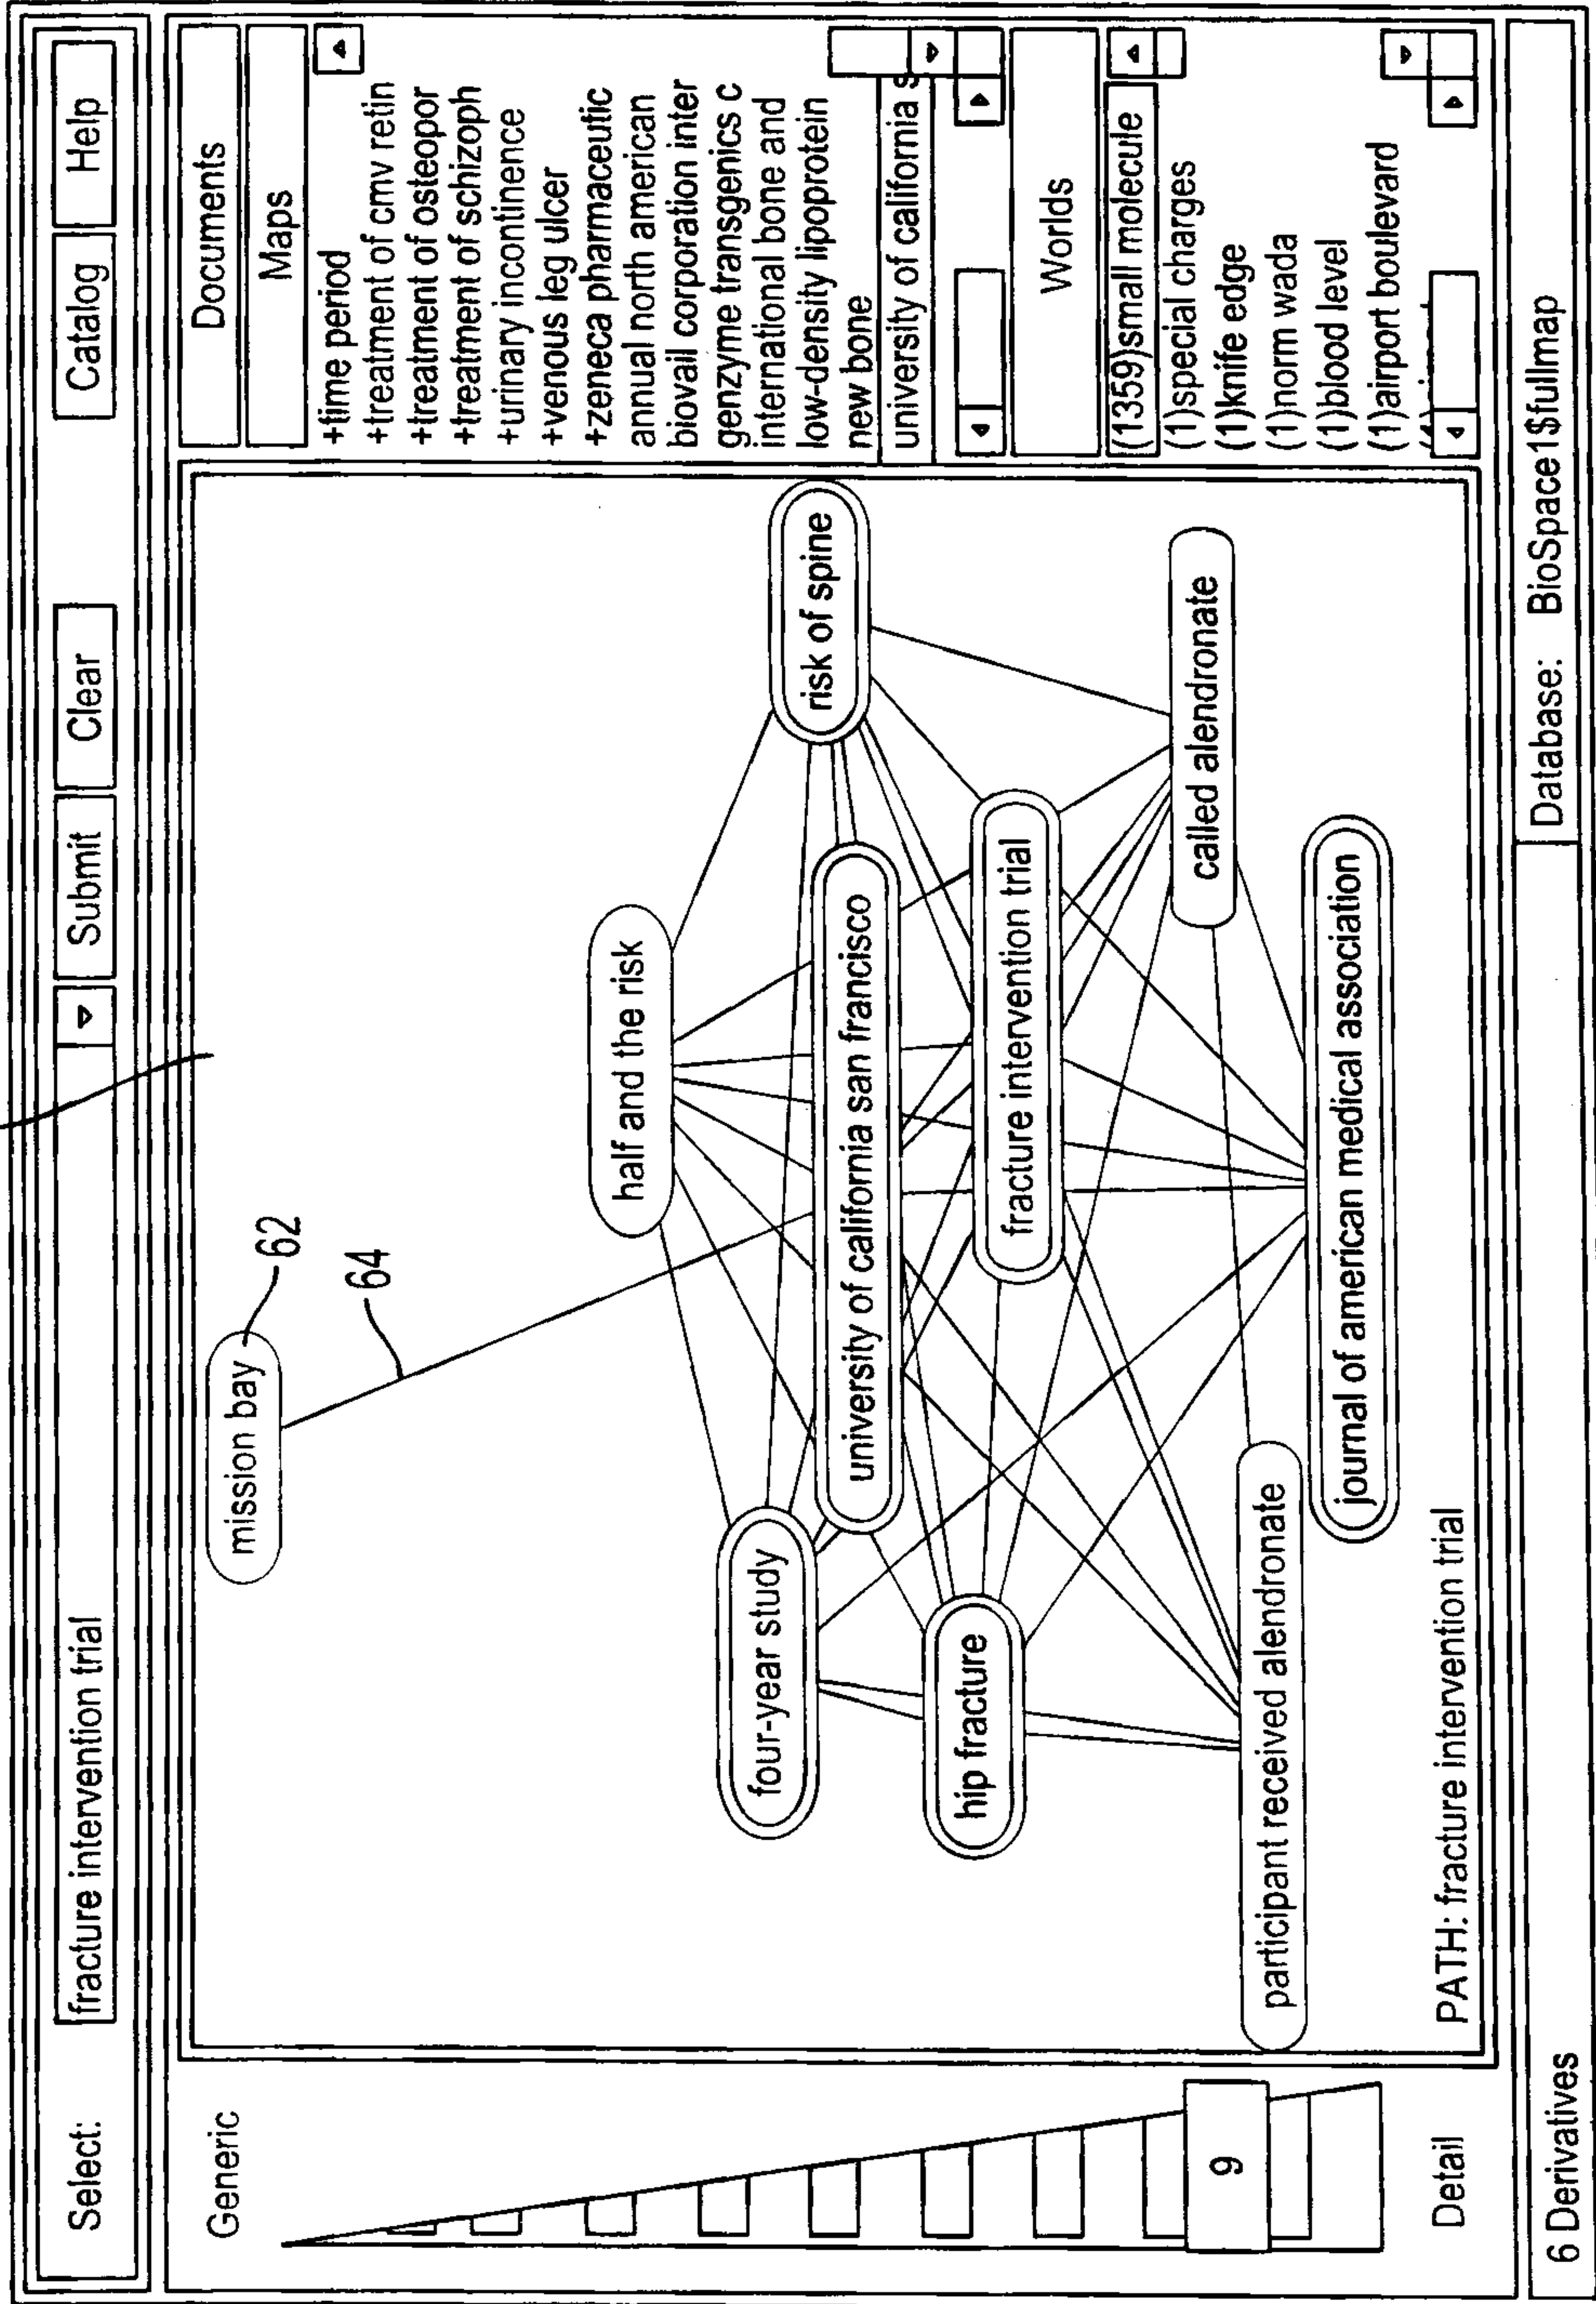 Select:
fracture intervention trial
Submit
Clear
Catalog
Help
Generic
9
Detail
mission bay
62
64
half and the risk
four-year study
risk of spine
university of california san francisco
hip fracture
fracture intervention trial
called alendronate
participant received alendronate
journal of american medical association
PATH: fracture intervention trial
Documents
Maps
+time period
+treatment of cmv retin
+treatment of osteopor
+treatment of schizoph
+urinary incontinence
+venous leg ulcer
+zeneca pharmaceutic
annual north american
biovail corporation inter
genzyme transgenics c
international bone and
low-density lipoprotein
new bone
university of california s
Worlds
(1359)small molecule
(1)special charges
(1)knife edge
(1)norm wada
(1)blood level
(1)airport boulevard
6 Derivatives
Database: BioSpace1$fullmap